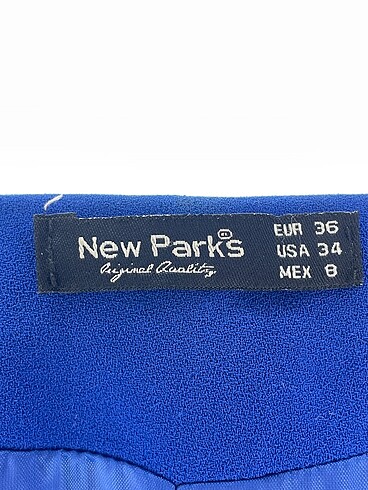 New Park's
Original Quality
EUR 36
USA 34
MEX 8